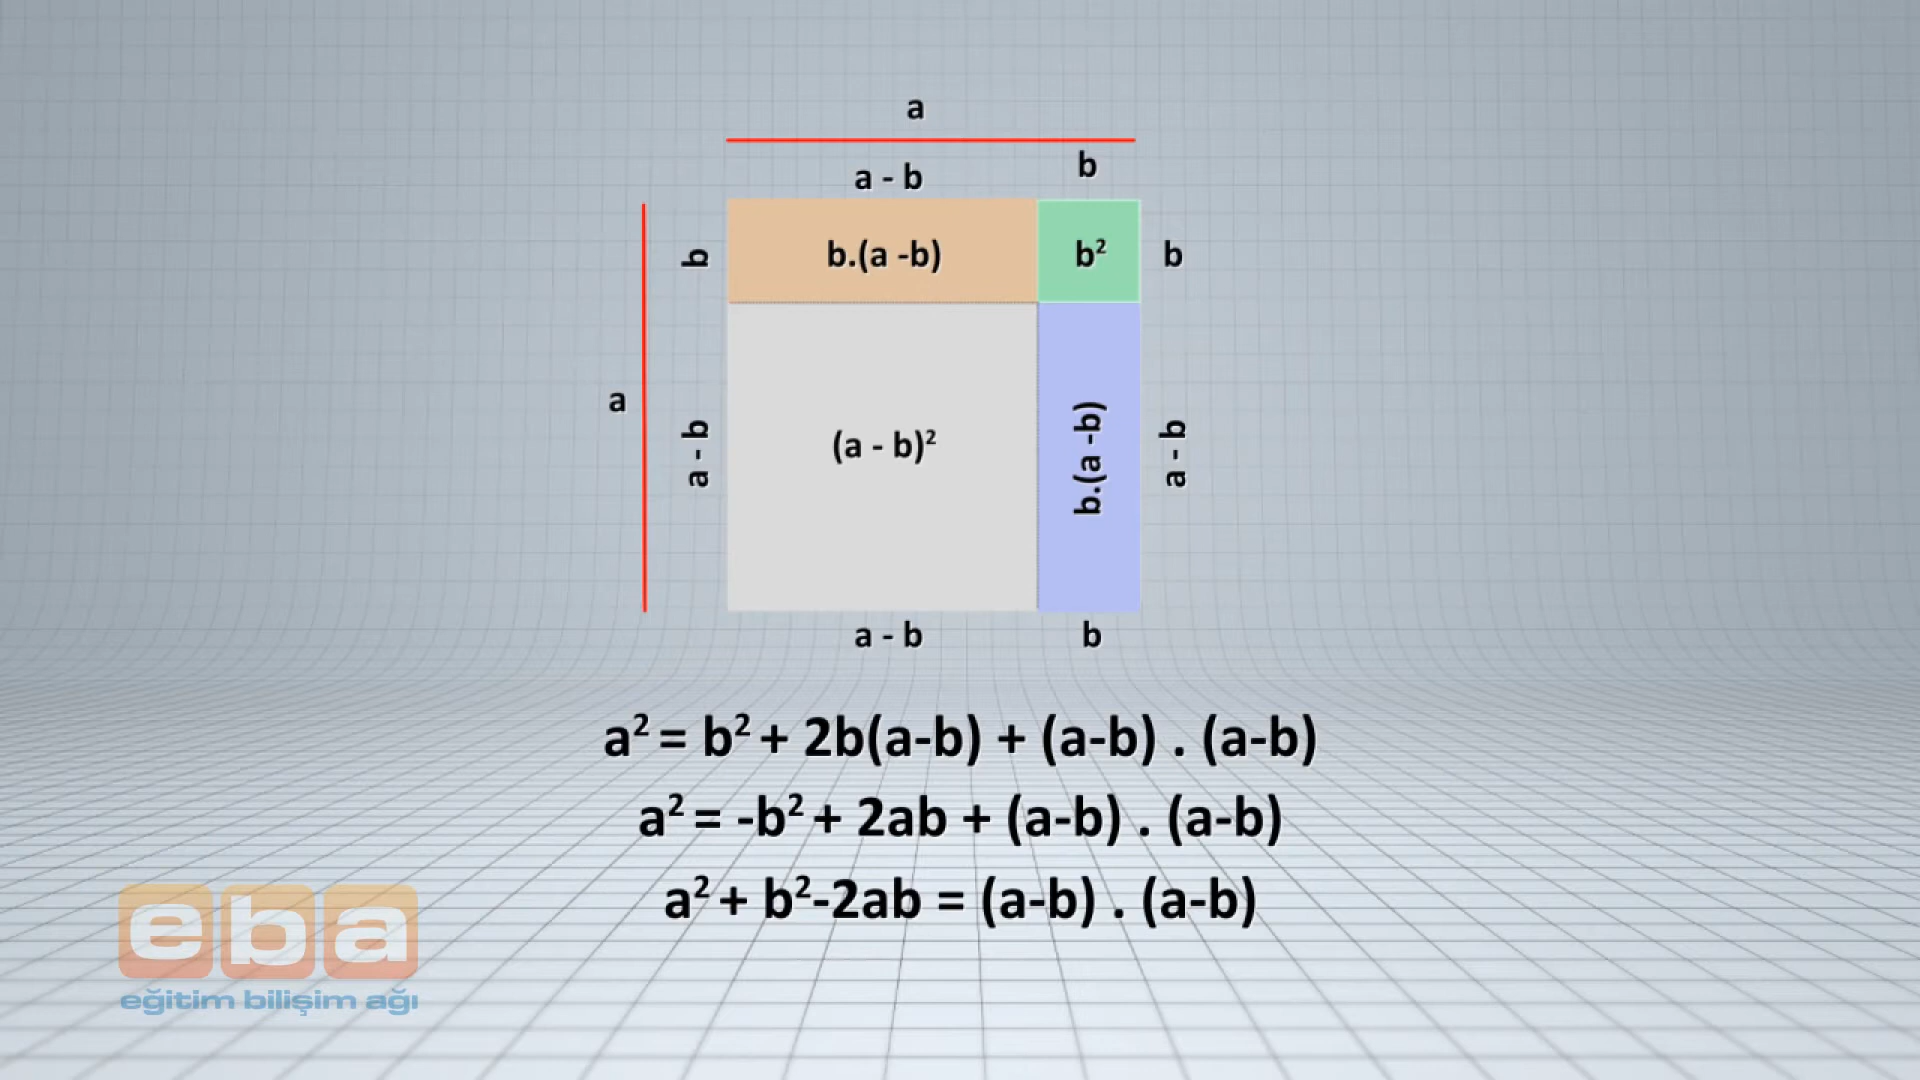 a
a - b
b
b
b.(a -b)
b²
b
a
a - b
(a - b)²
b.(a -b)
a - b
a - b
b
a² = b² + 2b(a-b) + (a-b) . (a-b)
a² = -b² + 2ab + (a-b) . (a-b)
a² + b²-2ab = (a-b) . (a-b)
eba
eğitim bilişim ağı